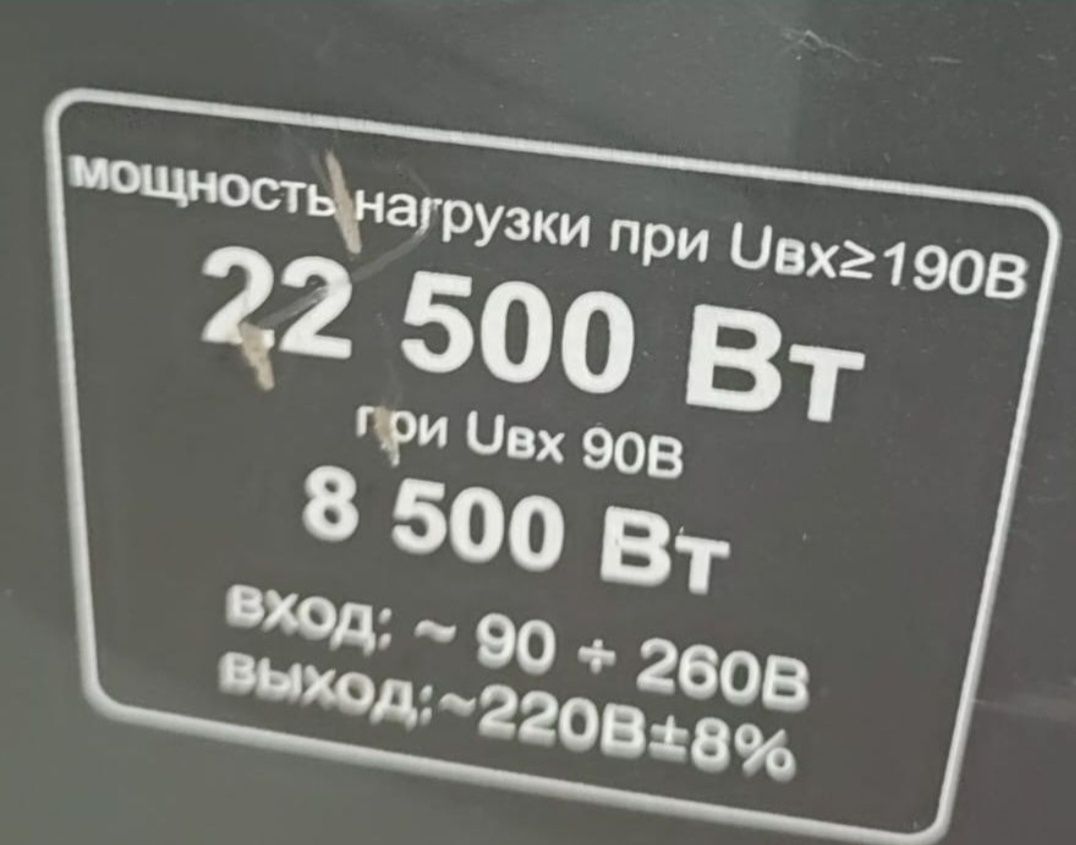 мощность нагрузки при Uвх≥190В
22 500 Вт
при Uвх 90В
8 500 Вт
вход: ~ 90 ÷ 260В
выход:~220В±8%